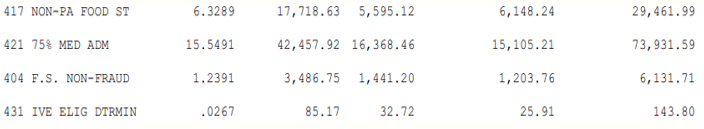 417 NON-PA FOOD ST 6.3289 17,718.63 5,595.12 6,148.24 29,461.99
421 75% MED ADM 15.5491 42,457.92 16,368.46 15,105.21 73,931.59
404 F.S. NON-FRAUD 1.2391 3,486.75 1,441.20 1,203.76 6,131.71
431 IVE ELIG DTRMIN .0267 85.17 32.72 25.91 143.80